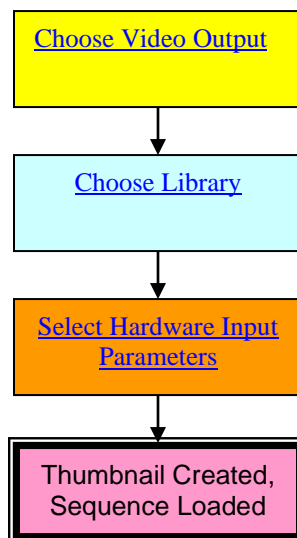 Choose Video Output
Choose Library
Select Hardware Input
Parameters
Thumbnail Created,
Sequence Loaded